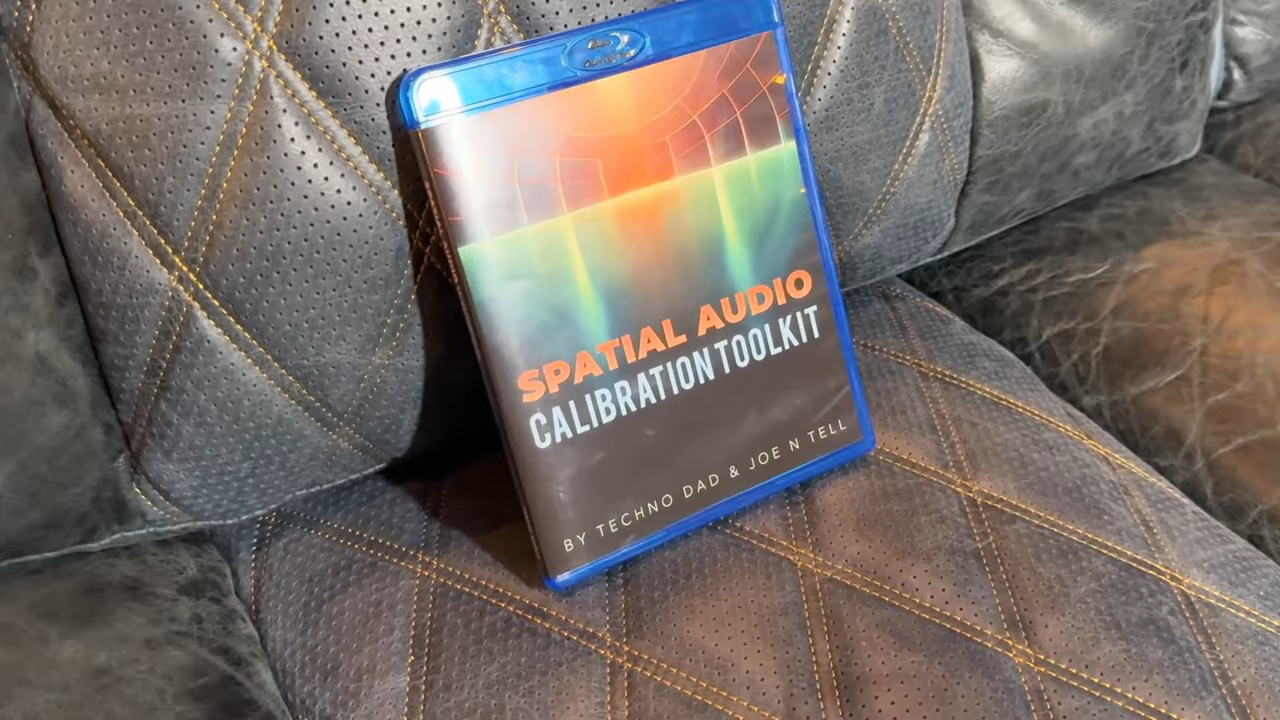 SPATIAL AUDIO
CALIBRATION TOOLKIT
BY TECHNO DAD & JOE N TELL